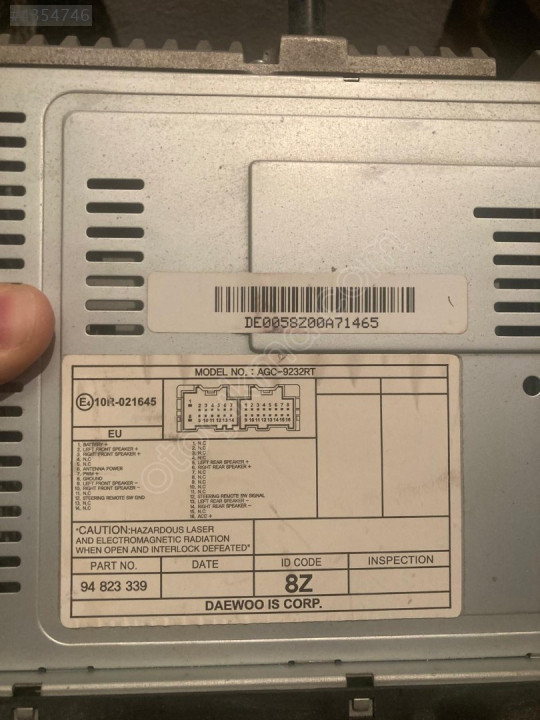 DE0058Z00A71465
MODEL NO. : AGC-9232RT
E4 10R-021645
EU
1. BATTERY +
2. LEFT FRONT SPEAKER +
3. RIGHT FRONT SPEAKER +
4. N.C
5. N.C
6. ANTENNA POWER
7. PWM +
8. GROUND
9. LEFT FRONT SPEAKER -
10. RIGHT FRONT SPEAKER -
11. N.C
12. STEERING REMOTE SW GND
13. N.C
14. N.C
1. N.C
2. N.C
3. N.C
4. N.C
5. LEFT REAR SPEAKER +
6. RIGHT REAR SPEAKER +
7. N.C
8. N.C
9. N.C
10. N.C
11. N.C
12. STEERING REMOTE SW SIGNAL
13. LEFT REAR SPEAKER -
14. RIGHT REAR SPEAKER -
15. N.C
16. ACC +
"CAUTION:HAZARDOUS LASER
AND ELECTROMAGNETIC RADIATION
WHEN OPEN AND INTERLOCK DEFEATED"
PART NO. DATE ID CODE INSPECTION
94 823 339 8Z
DAEWOO IS CORP.